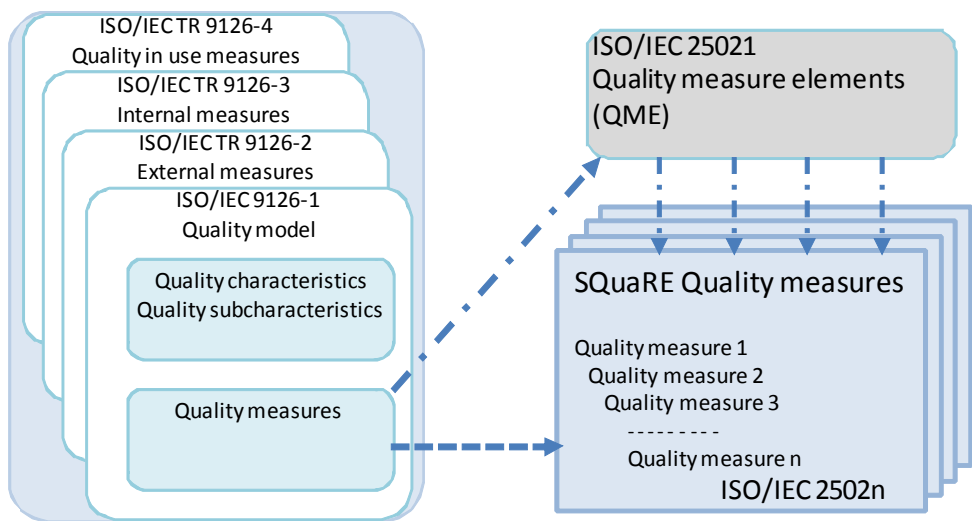 ISO/IEC TR 9126-4
Quality in use measures
ISO/IEC TR 9126-3
Internal measures
ISO/IEC TR 9126-2
External measures
ISO/IEC 9126-1
Quality model
Quality characteristics
Quality subcharacteristics
Quality measures
ISO/IEC 25021
Quality measure elements
(QME)
SQuaRE Quality measures
Quality measure 1
Quality measure 2
Quality measure 3
- - - - - - - - -
Quality measure n
ISO/IEC 2502n